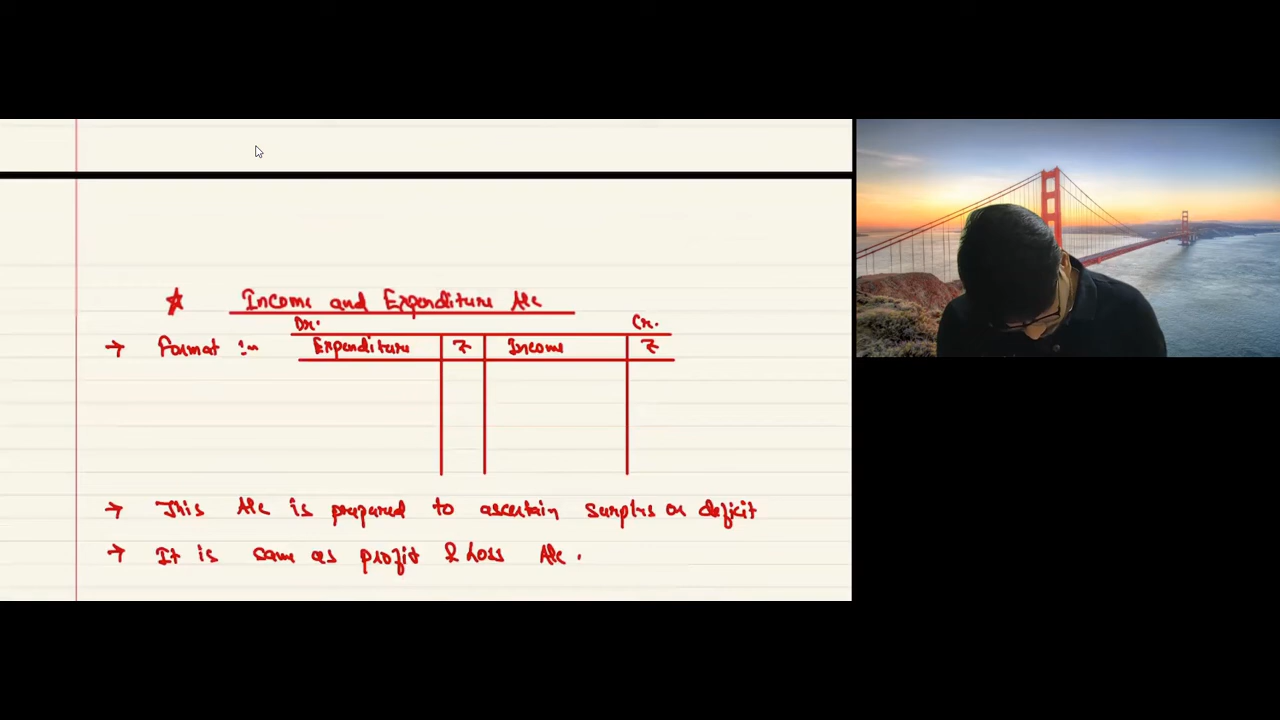 ★ Income and Expenditure A/c
Dr. Cr.
→ Format :- Expenditure ₹ Income ₹
→ This A/c is prepared to ascertain surplus or deficit
→ It is same as profit & Loss A/c.